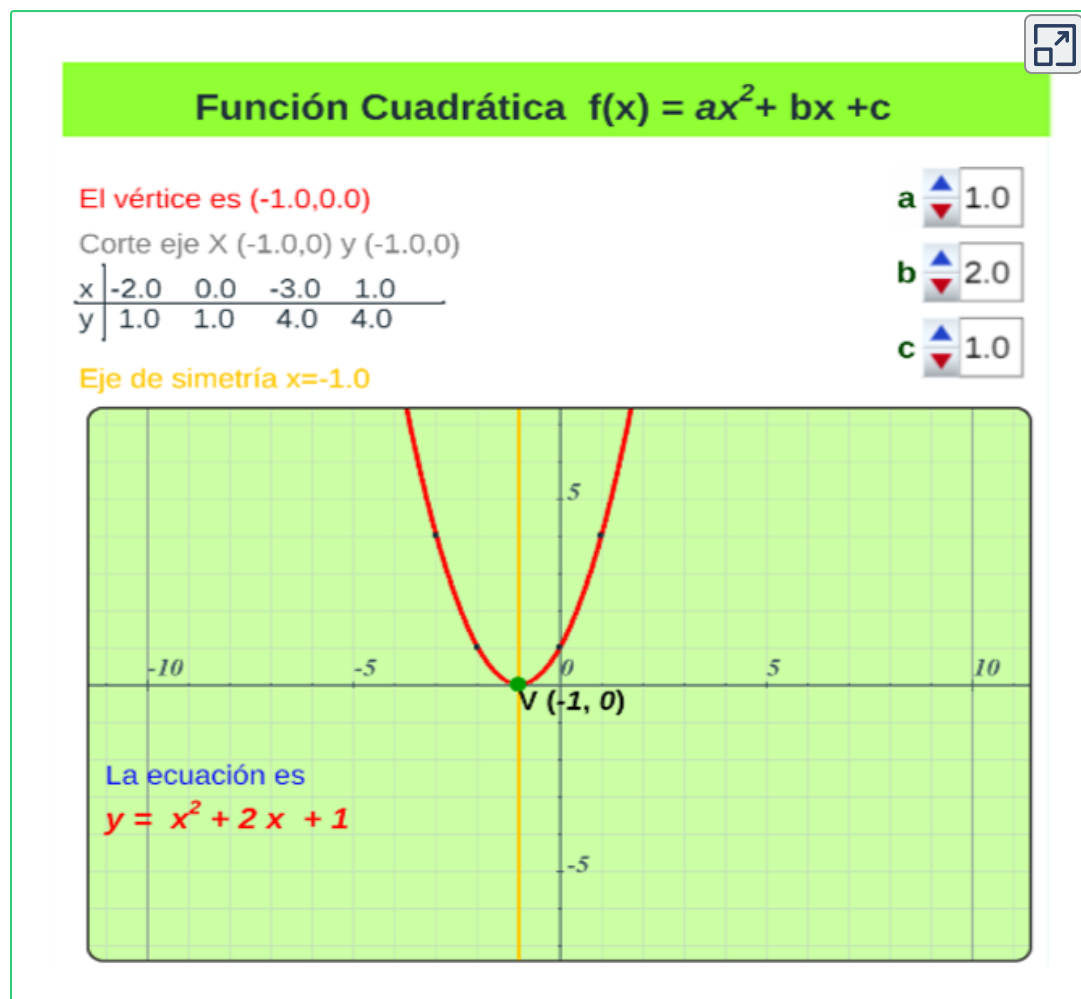 Función Cuadrática f(x) = ax²+ bx +c
El vértice es (-1.0,0.0)
Corte eje X (-1.0,0) y (-1.0,0)
x -2.0 0.0 -3.0 1.0
y 1.0 1.0 4.0 4.0
Eje de simetría x=-1.0
a 1.0
b 2.0
c 1.0
5
-10 -5 0 5 10
V (-1, 0)
La ecuación es
y = x² + 2 x + 1
-5